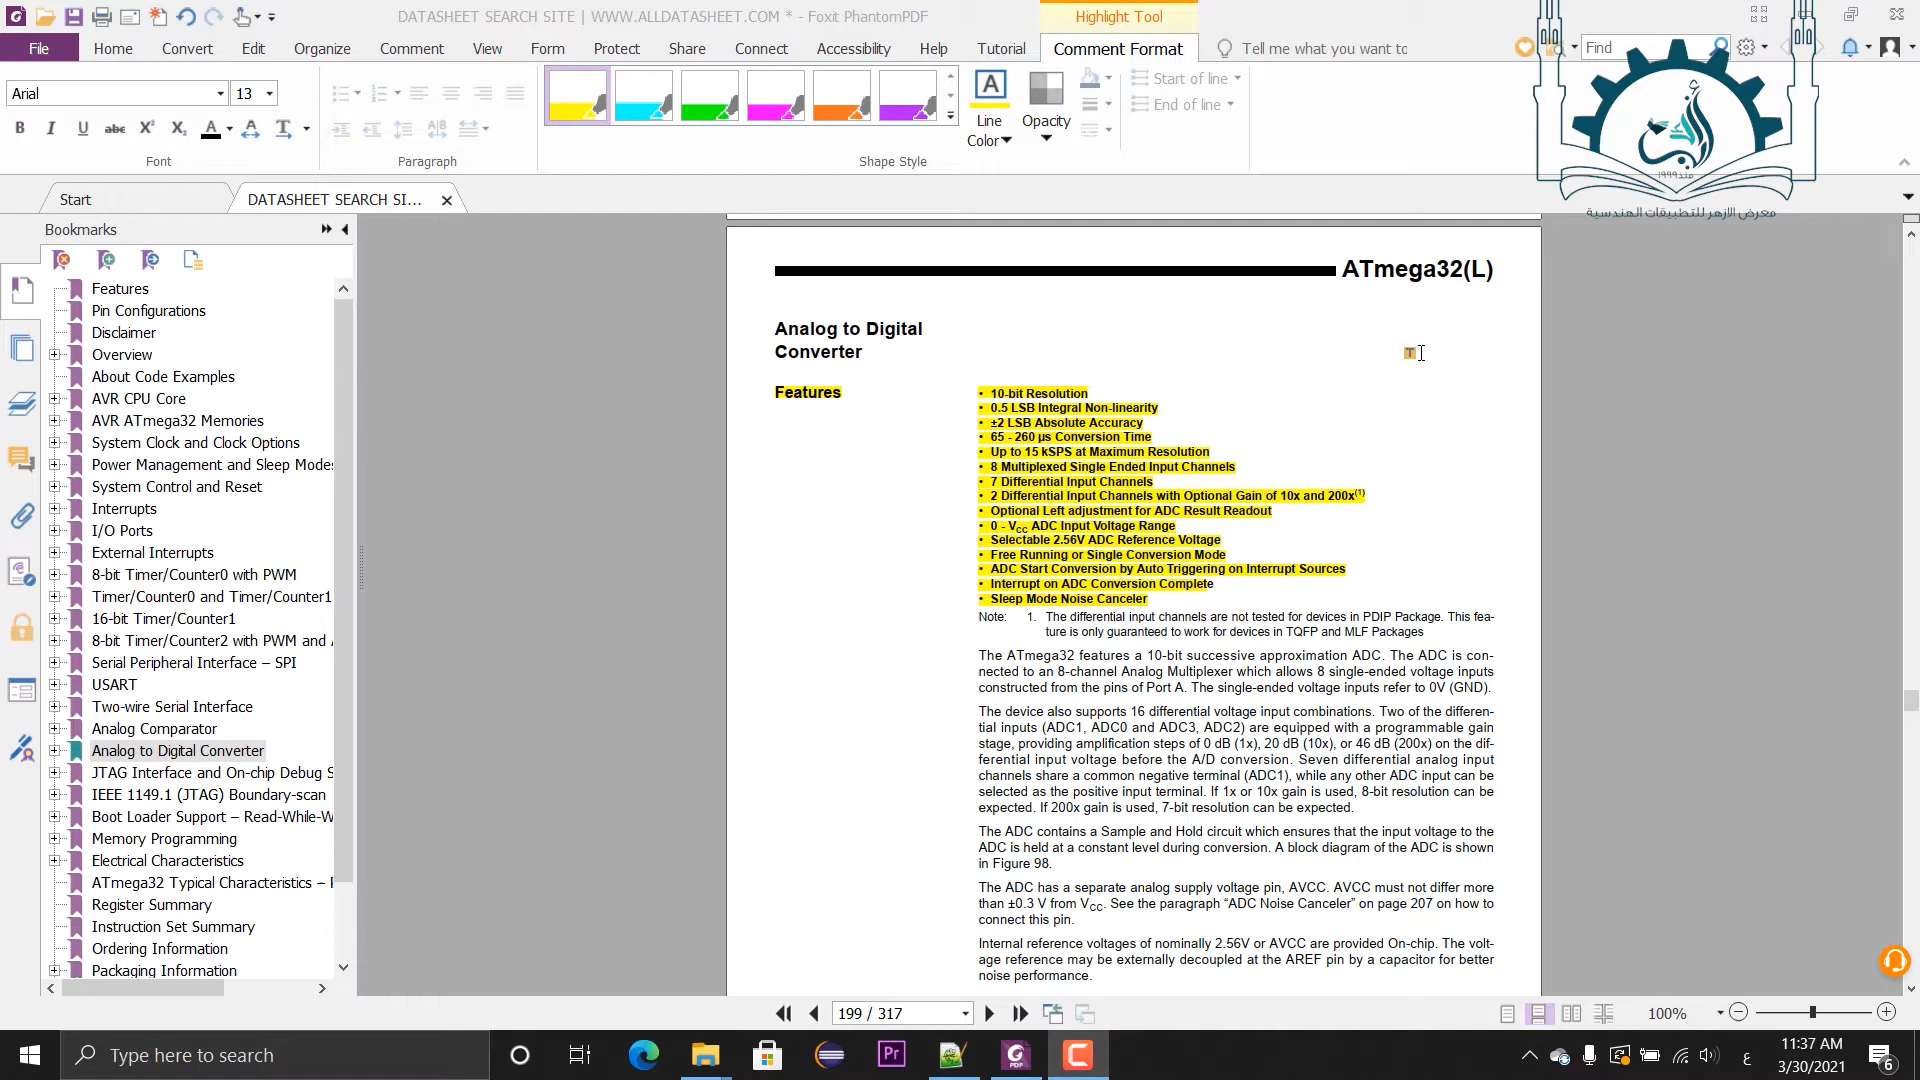 DATASHEET SEARCH SITE | WWW.ALLDATASHEET.COM * - Foxit PhantomPDF
Highlight Tool
File Home Convert Edit Organize Comment View Form Protect Share Connect Accessibility Help Tutorial Comment Format Tell me what you want to Find
Arial 13
Start of line
End of line
Line Color
Opacity
Font Paragraph Shape Style
منذ ١٩٩٩
معرض الازهر للتطبيقات الهندسية
Start DATASHEET SEARCH SI...
Bookmarks
Features
Pin Configurations
Disclaimer
Overview
About Code Examples
AVR CPU Core
AVR ATmega32 Memories
System Clock and Clock Options
Power Management and Sleep Modes
System Control and Reset
Interrupts
I/O Ports
External Interrupts
8-bit Timer/Counter0 with PWM
Timer/Counter0 and Timer/Counter1
16-bit Timer/Counter1
8-bit Timer/Counter2 with PWM and
Serial Peripheral Interface – SPI
USART
Two-wire Serial Interface
Analog Comparator
Analog to Digital Converter
JTAG Interface and On-chip Debug S
IEEE 1149.1 (JTAG) Boundary-scan
Boot Loader Support – Read-While-W
Memory Programming
Electrical Characteristics
ATmega32 Typical Characteristics –
Register Summary
Instruction Set Summary
Ordering Information
Packaging Information
ATmega32(L)
Analog to Digital
Converter
Features
• 10-bit Resolution
• 0.5 LSB Integral Non-linearity
• ±2 LSB Absolute Accuracy
• 65 - 260 µs Conversion Time
• Up to 15 kSPS at Maximum Resolution
• 8 Multiplexed Single Ended Input Channels
• 7 Differential Input Channels
• 2 Differential Input Channels with Optional Gain of 10x and 200x(1)
• Optional Left adjustment for ADC Result Readout
• 0 - VCC ADC Input Voltage Range
• Selectable 2.56V ADC Reference Voltage
• Free Running or Single Conversion Mode
• ADC Start Conversion by Auto Triggering on Interrupt Sources
• Interrupt on ADC Conversion Complete
• Sleep Mode Noise Canceler
Note: 1. The differential input channels are not tested for devices in PDIP Package. This fea-
ture is only guaranteed to work for devices in TQFP and MLF Packages
The ATmega32 features a 10-bit successive approximation ADC. The ADC is con-
nected to an 8-channel Analog Multiplexer which allows 8 single-ended voltage inputs
constructed from the pins of Port A. The single-ended voltage inputs refer to 0V (GND).
The device also supports 16 differential voltage input combinations. Two of the differen-
tial inputs (ADC1, ADC0 and ADC3, ADC2) are equipped with a programmable gain
stage, providing amplification steps of 0 dB (1x), 20 dB (10x), or 46 dB (200x) on the dif-
ferential input voltage before the A/D conversion. Seven differential analog input
channels share a common negative terminal (ADC1), while any other ADC input can be
selected as the positive input terminal. If 1x or 10x gain is used, 8-bit resolution can be
expected. If 200x gain is used, 7-bit resolution can be expected.
The ADC contains a Sample and Hold circuit which ensures that the input voltage to the
ADC is held at a constant level during conversion. A block diagram of the ADC is shown
in Figure 98.
The ADC has a separate analog supply voltage pin, AVCC. AVCC must not differ more
than ±0.3 V from VCC. See the paragraph “ADC Noise Canceler” on page 207 on how to
connect this pin.
Internal reference voltages of nominally 2.56V or AVCC are provided On-chip. The volt-
age reference may be externally decoupled at the AREF pin by a capacitor for better
noise performance.
199 / 317
100%
Type here to search
11:37 AM
3/30/2021
ع
6